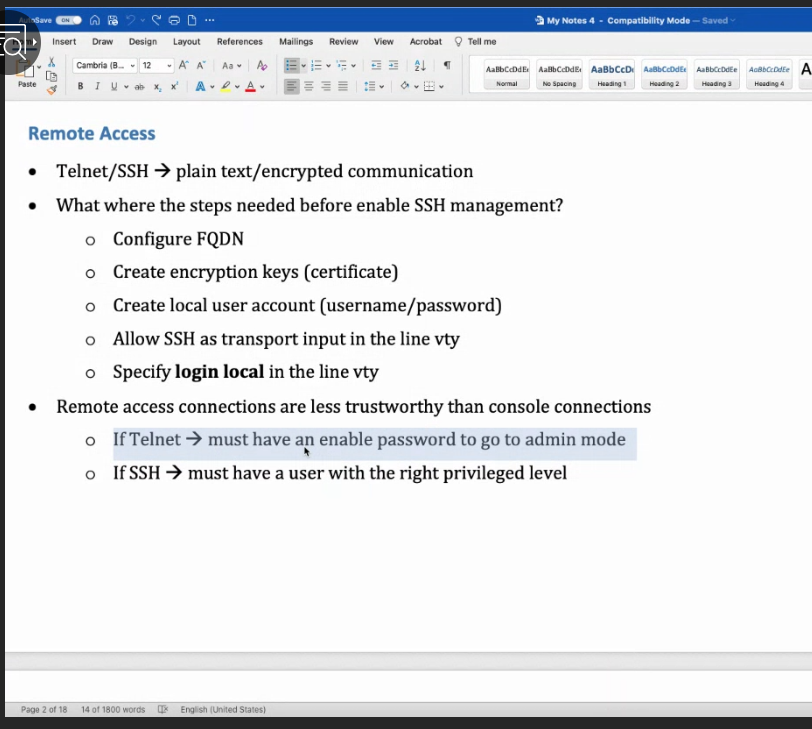 AutoSave ON
My Notes 4 - Compatibility Mode — Saved
Insert Draw Design Layout References Mailings Review View Acrobat Tell me
Paste
Cambria (B... 12 A A Aa A
B I U ab x₂ x² A A
AaBbCcDdEe AaBbCcDdEe AaBbCcDc AaBbCcDdEe AaBbCcDdEe AaBbCcDdEe
Normal No Spacing Heading 1 Heading 2 Heading 3 Heading 4
Remote Access
• Telnet/SSH → plain text/encrypted communication
• What where the steps needed before enable SSH management?
o Configure FQDN
o Create encryption keys (certificate)
o Create local user account (username/password)
o Allow SSH as transport input in the line vty
o Specify login local in the line vty
• Remote access connections are less trustworthy than console connections
o If Telnet → must have an enable password to go to admin mode
o If SSH → must have a user with the right privileged level
Page 2 of 18 14 of 1800 words English (United States)